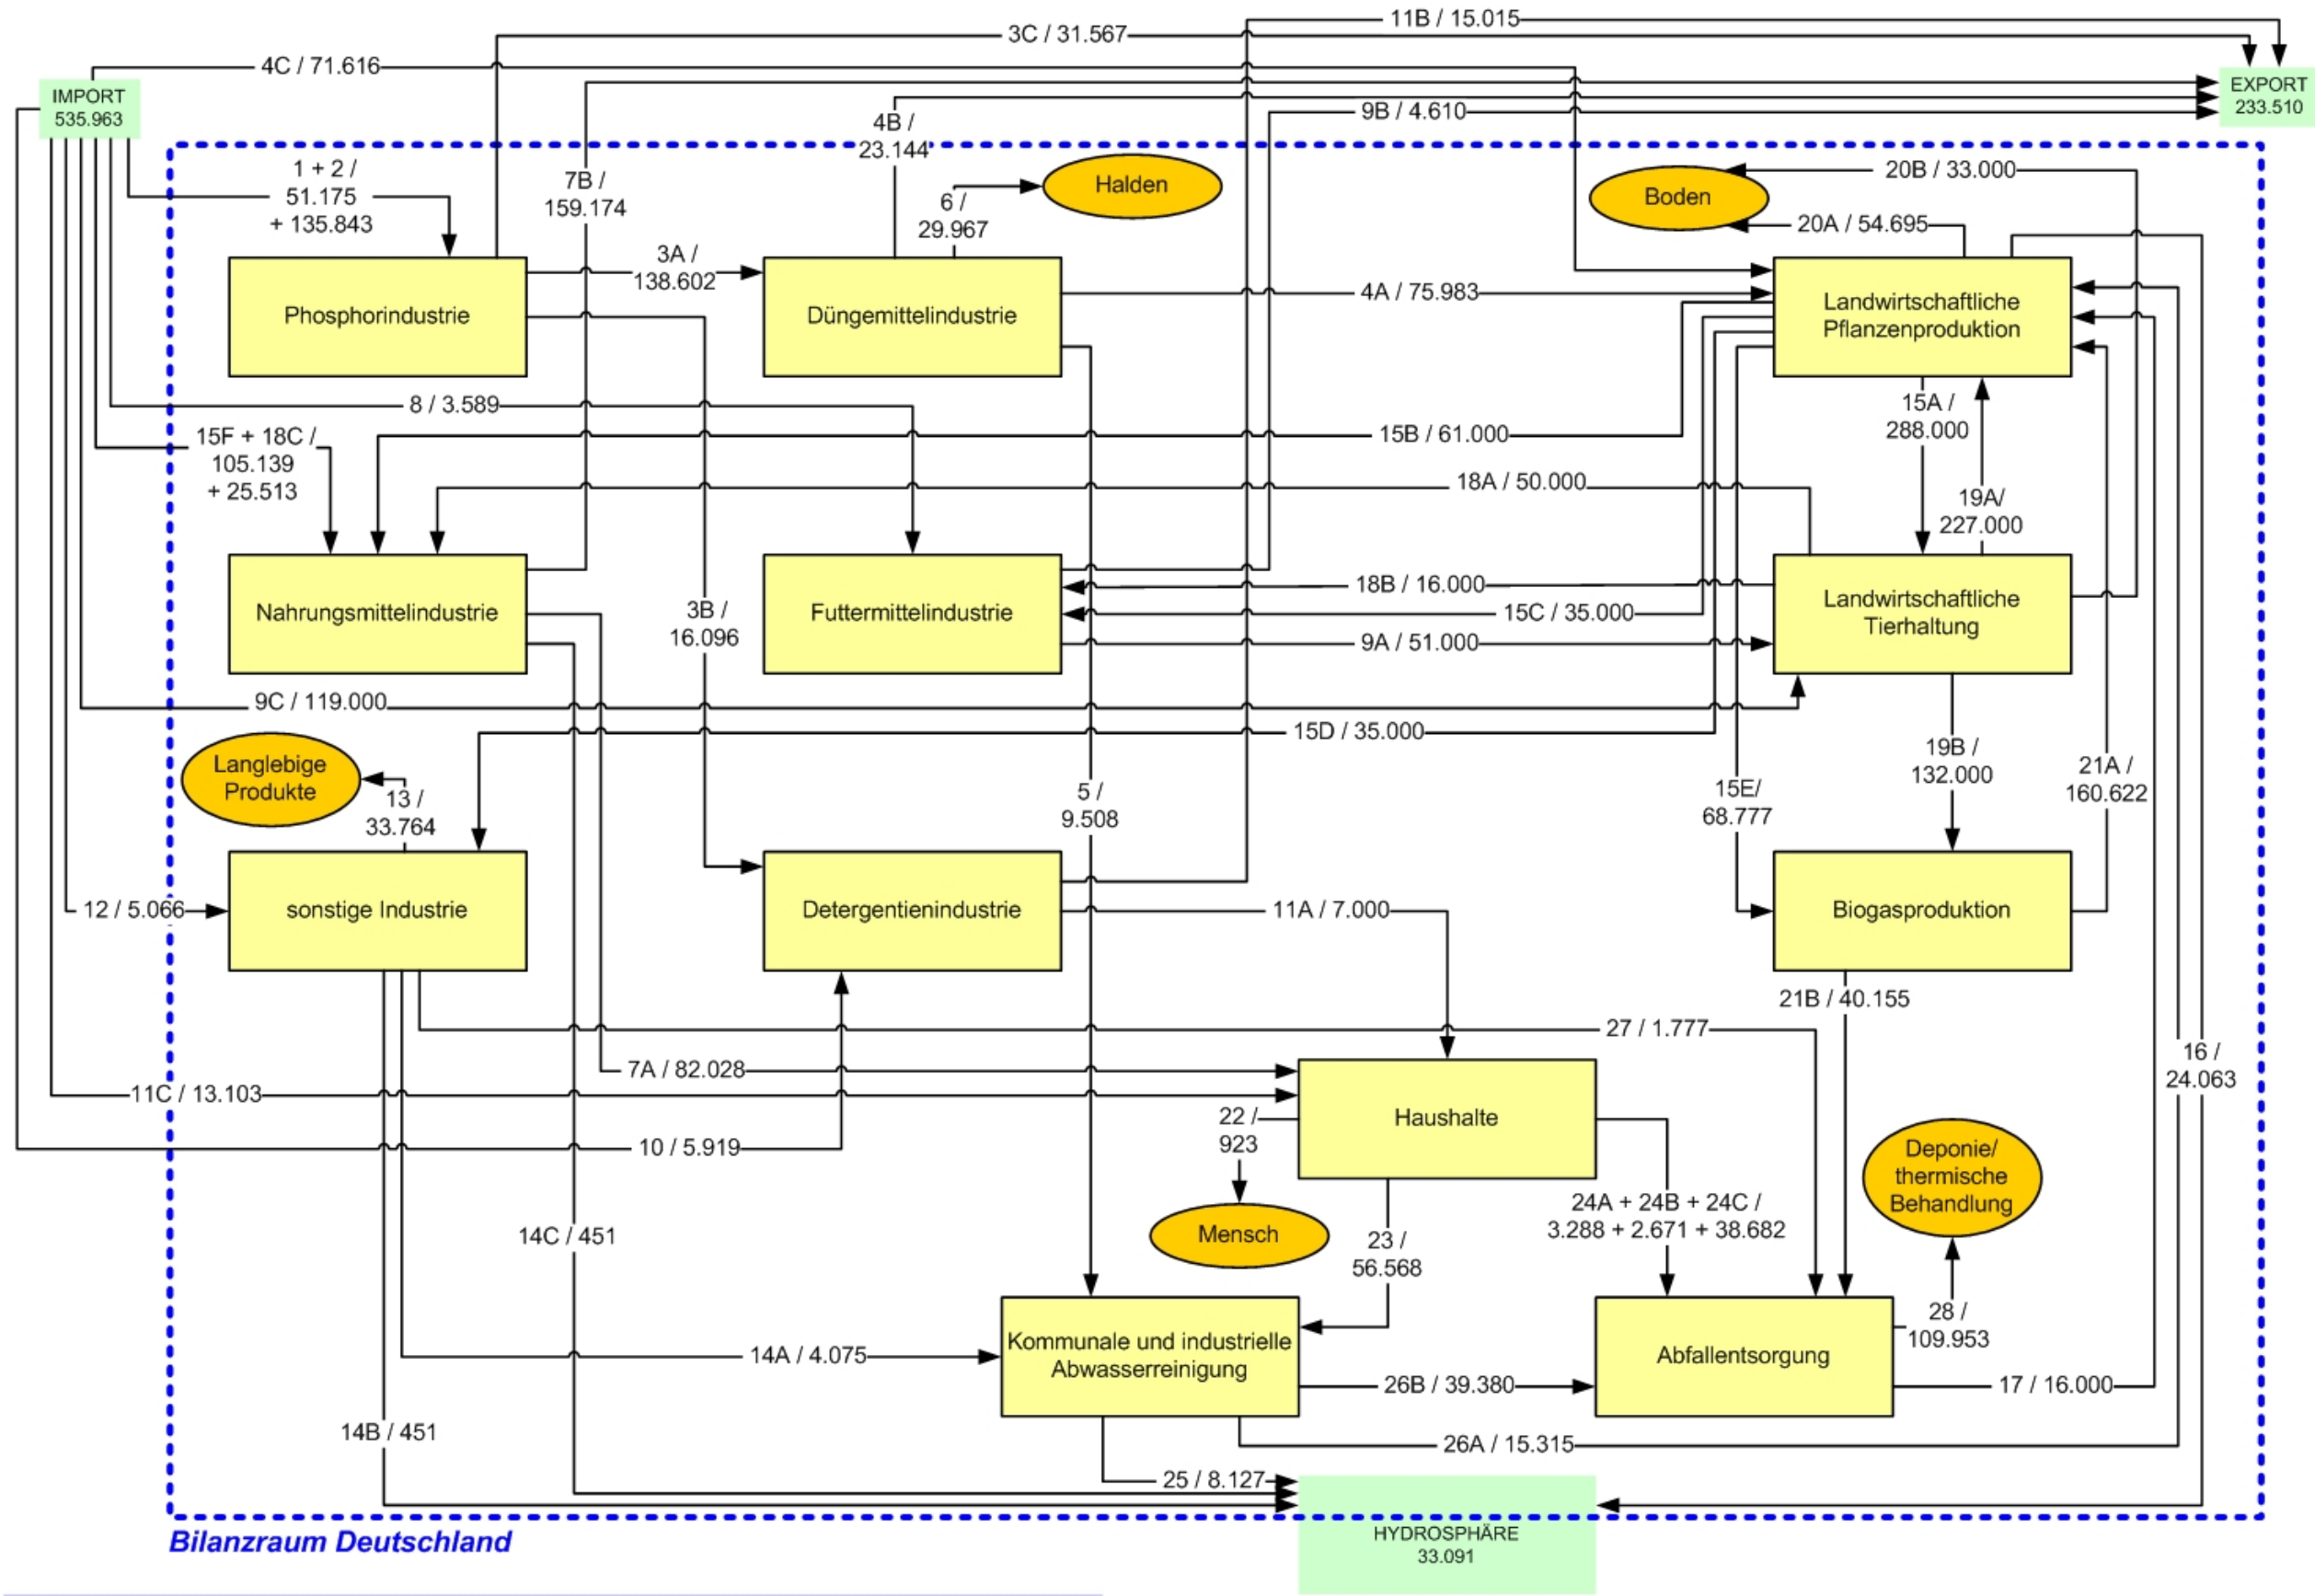 11B / 15.015
3C / 31.567
4C / 71.616
IMPORT
535.963
EXPORT
233.510
9B / 4.610
4B /
23.144
1 + 2 /
51.175
+ 135.843
7B /
159.174
6 /
29.967
Halden
Boden
20B / 33.000
20A / 54.695
3A /
138.602
Phosphorindustrie
Düngemittelindustrie
4A / 75.983
Landwirtschaftliche
Pflanzenproduktion
8 / 3.589
15F + 18C /
105.139
+ 25.513
15B / 61.000
15A /
288.000
18A / 50.000
19A/
227.000
Nahrungsmittelindustrie
3B /
16.096
Futtermittelindustrie
18B / 16.000
15C / 35.000
9A / 51.000
Landwirtschaftliche
Tierhaltung
9C / 119.000
15D / 35.000
Langlebige
Produkte
13 /
33.764
5 /
9.508
15E/
68.777
19B /
132.000
21A /
160.622
12 / 5.066
sonstige Industrie
Detergentienindustrie
11A / 7.000
Biogasproduktion
21B / 40.155
27 / 1.777
7A / 82.028
11C / 13.103
10 / 5.919
16 /
24.063
22 /
923
Haushalte
Deponie/
thermische
Behandlung
Mensch
14C / 451
23 /
56.568
24A + 24B + 24C /
3.288 + 2.671 + 38.682
28 /
109.953
14A / 4.075
Kommunale und industrielle
Abwasserreinigung
26B / 39.380
Abfallentsorgung
17 / 16.000
14B / 451
26A / 15.315
25 / 8.127
Bilanzraum Deutschland
HYDROSPHÄRE
33.091